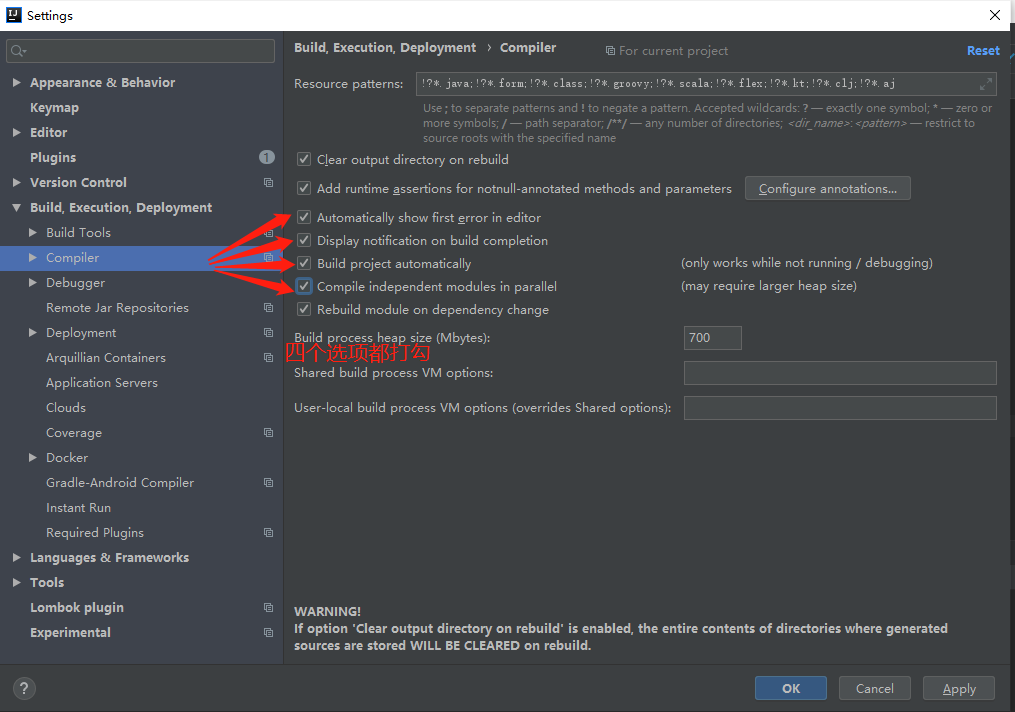 Settings
Build, Execution, Deployment › Compiler
For current project
Reset
Appearance & Behavior
Keymap
Editor
Plugins
1
Version Control
Build, Execution, Deployment
Build Tools
Compiler
Debugger
Remote Jar Repositories
Deployment
Arquillian Containers
Application Servers
Clouds
Coverage
Docker
Gradle-Android Compiler
Instant Run
Required Plugins
Languages & Frameworks
Tools
Lombok plugin
Experimental
Resource patterns: !?*.java;!?*.form;!?*.class;!?*.groovy;!?*.scala;!?*.flex;!?*.kt;!?*.clj;!?*.aj
Use ; to separate patterns and ! to negate a pattern. Accepted wildcards: ? — exactly one symbol; * — zero or
more symbols; / — path separator; /**/ — any number of directories; <dir_name>:<pattern> — restrict to
source roots with the specified name
Clear output directory on rebuild
Add runtime assertions for notnull-annotated methods and parameters Configure annotations...
Automatically show first error in editor
Display notification on build completion
Build project automatically (only works while not running / debugging)
Compile independent modules in parallel (may require larger heap size)
Rebuild module on dependency change
Build process heap size (Mbytes): 700
四个选项都打勾
Shared build process VM options:
User-local build process VM options (overrides Shared options):
WARNING!
If option 'Clear output directory on rebuild' is enabled, the entire contents of directories where generated
sources are stored WILL BE CLEARED on rebuild.
?
OK
Cancel
Apply